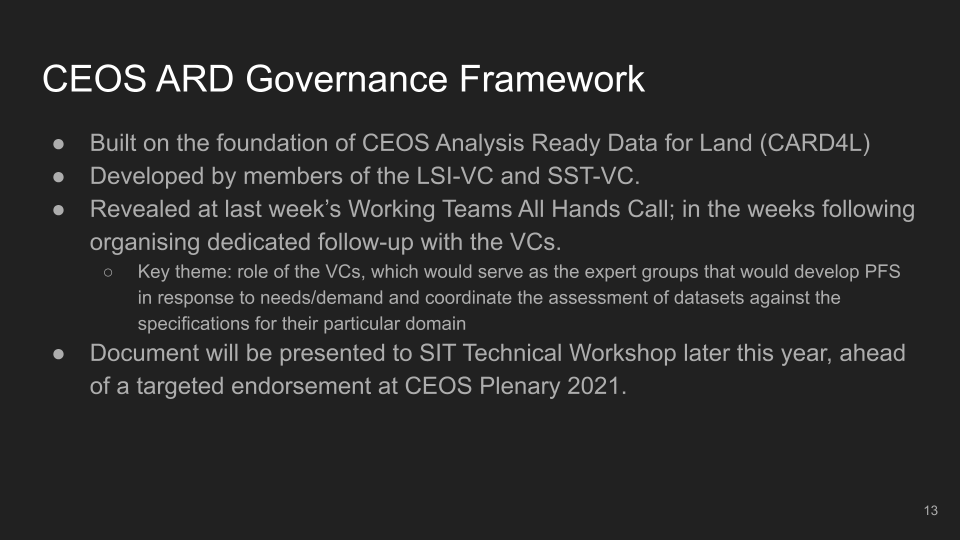 CEOS ARD Governance Framework
● Built on the foundation of CEOS Analysis Ready Data for Land (CARD4L)
● Developed by members of the LSI-VC and SST-VC.
● Revealed at last week’s Working Teams All Hands Call; in the weeks following
organising dedicated follow-up with the VCs.
○ Key theme: role of the VCs, which would serve as the expert groups that would develop PFS
in response to needs/demand and coordinate the assessment of datasets against the
specifications for their particular domain
● Document will be presented to SIT Technical Workshop later this year, ahead
of a targeted endorsement at CEOS Plenary 2021.
13